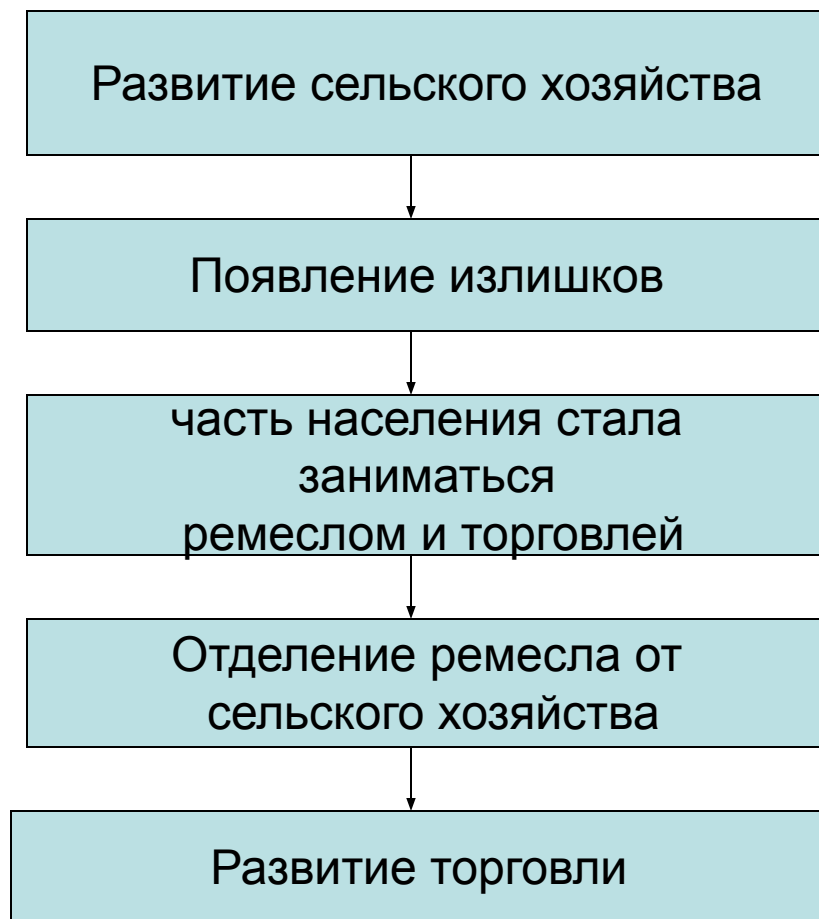 Развитие сельского хозяйства
Появление излишков
часть населения стала
заниматься
ремеслом и торговлей
Отделение ремесла от
сельского хозяйства
Развитие торговли